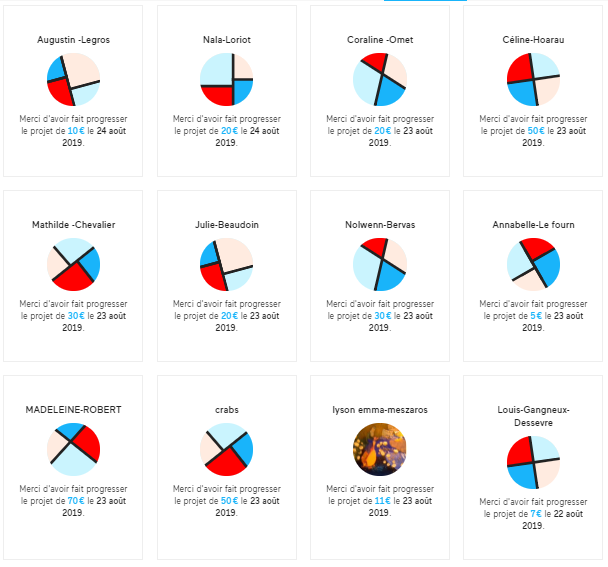 Augustin -Legros
Merci d'avoir fait progresser
le projet de 10€ le 24 août
2019.
Nala-Loriot
Merci d'avoir fait progresser
le projet de 20€ le 24 août
2019.
Coraline -Omet
Merci d'avoir fait progresser
le projet de 20€ le 23 août
2019.
Céline-Hoarau
Merci d'avoir fait progresser
le projet de 50€ le 23 août
2019.
Mathilde -Chevalier
Merci d'avoir fait progresser
le projet de 30€ le 23 août
2019.
Julie-Beaudoin
Merci d'avoir fait progresser
le projet de 20€ le 23 août
2019.
Nolwenn-Bervas
Merci d'avoir fait progresser
le projet de 30€ le 23 août
2019.
Annabelle-Le fourn
Merci d'avoir fait progresser
le projet de 5€ le 23 août
2019.
MADELEINE-ROBERT
Merci d'avoir fait progresser
le projet de 70€ le 23 août
2019.
crabs
Merci d'avoir fait progresser
le projet de 50€ le 23 août
2019.
lyson emma-meszaros
Merci d'avoir fait progresser
le projet de 11€ le 23 août
2019.
Louis-Gangneux-
Dessevre
Merci d'avoir fait progresser
le projet de 7€ le 22 août
2019.